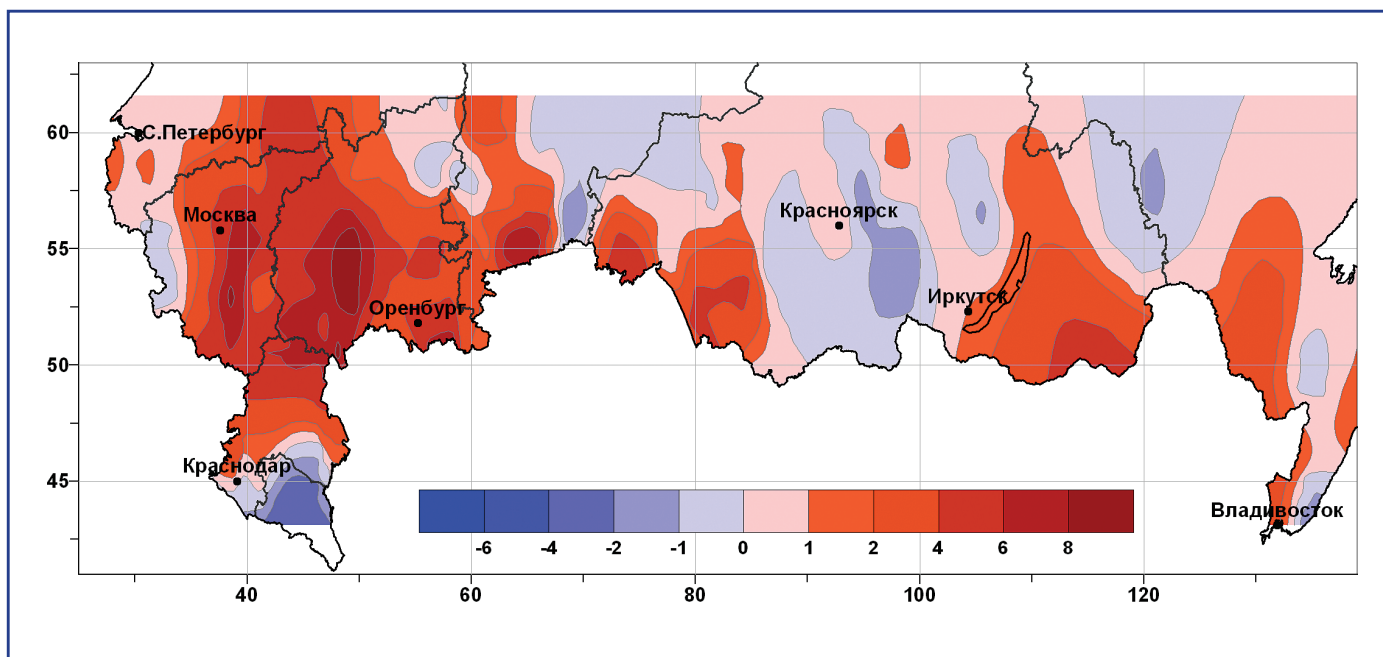 60
С.Петербург
Москва
Красноярск
55
Иркутск
Оренбург
50
Краснодар
45
Владивосток
-6 -4 -2 -1 0 1 2 4 6 8
40 60 80 100 120